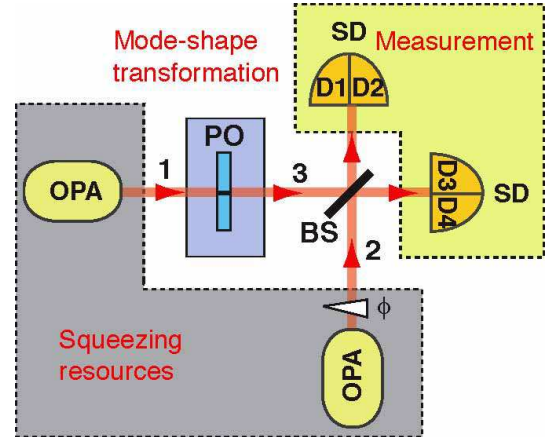 Mode-shape
transformation
SD
Measurement
D1 D2
PO
1
3
OPA
BS
D3
D4
SD
2
ϕ
Squeezing
resources
OPA